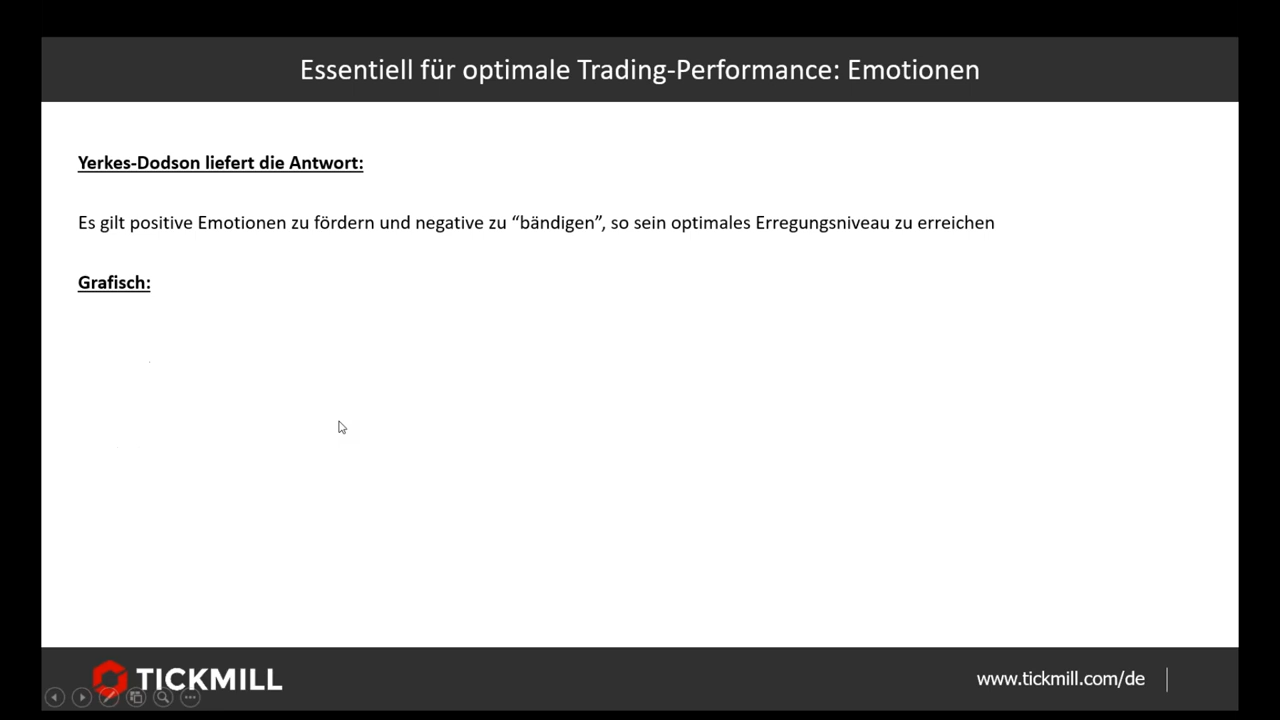 Essentiell für optimale Trading-Performance: Emotionen
Yerkes-Dodson liefert die Antwort:
Es gilt positive Emotionen zu fördern und negative zu “bändigen”, so sein optimales Erregungsniveau zu erreichen
Grafisch:
TICKMILL
www.tickmill.com/de